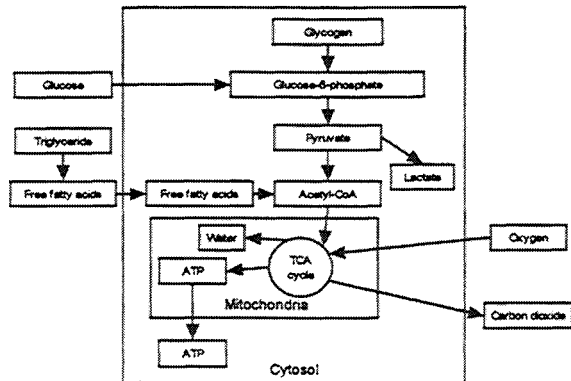 Glycogen
Glucose
Glucose-6-phosphate
Triglyceride
Pyruvate
Lactate
Free fatty acids
Free fatty acids
Acetyl-CoA
Water
TCA
cycle
Oxygen
ATP
Mitochondria
Carbon dioxide
ATP
Cytosol